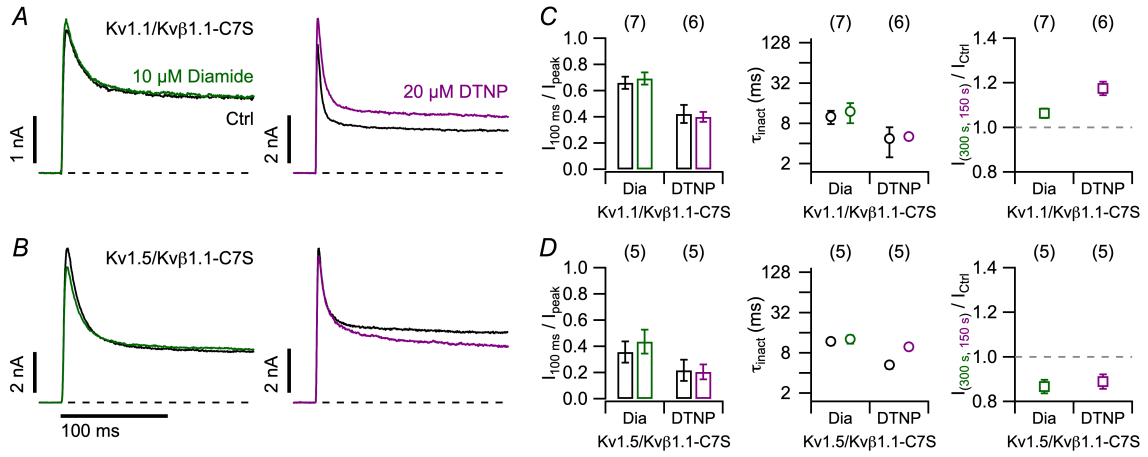 A
Kv1.1/Kvβ1.1-C7S
10 µM Diamide
Ctrl
1 nA
20 µM DTNP
2 nA
B
Kv1.5/Kvβ1.1-C7S
2 nA
100 ms
2 nA
C
(7)
(6)
I100 ms / Ipeak
1.0
0.8
0.6
0.4
0.2
0.0
Dia
DTNP
Kv1.1/Kvβ1.1-C7S
(7)
(6)
τinact (ms)
128
32
8
2
Dia
DTNP
Kv1.1/Kvβ1.1-C7S
(7)
(6)
I(300 s, 150 s) / ICtrl
1.4
1.2
1.0
0.8
Dia
DTNP
Kv1.1/Kvβ1.1-C7S
D
(5)
(5)
I100 ms / Ipeak
1.0
0.8
0.6
0.4
0.2
0.0
Dia
DTNP
Kv1.5/Kvβ1.1-C7S
(5)
(5)
τinact (ms)
128
32
8
2
Dia
DTNP
Kv1.5/Kvβ1.1-C7S
(5)
(5)
I(300 s, 150 s) / ICtrl
1.4
1.2
1.0
0.8
Dia
DTNP
Kv1.5/Kvβ1.1-C7S